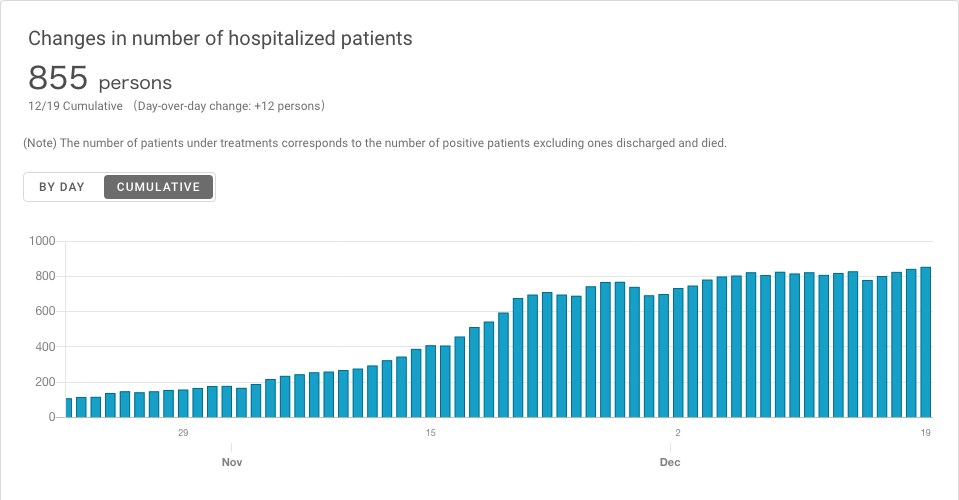 Changes in number of hospitalized patients
855 persons
12/19 Cumulative （Day-over-day change: +12 persons）
(Note) The number of patients under treatments corresponds to the number of positive patients excluding ones discharged and died.
BY DAY CUMULATIVE
1000
800
600
400
200
0
29 15 2 19
Nov Dec